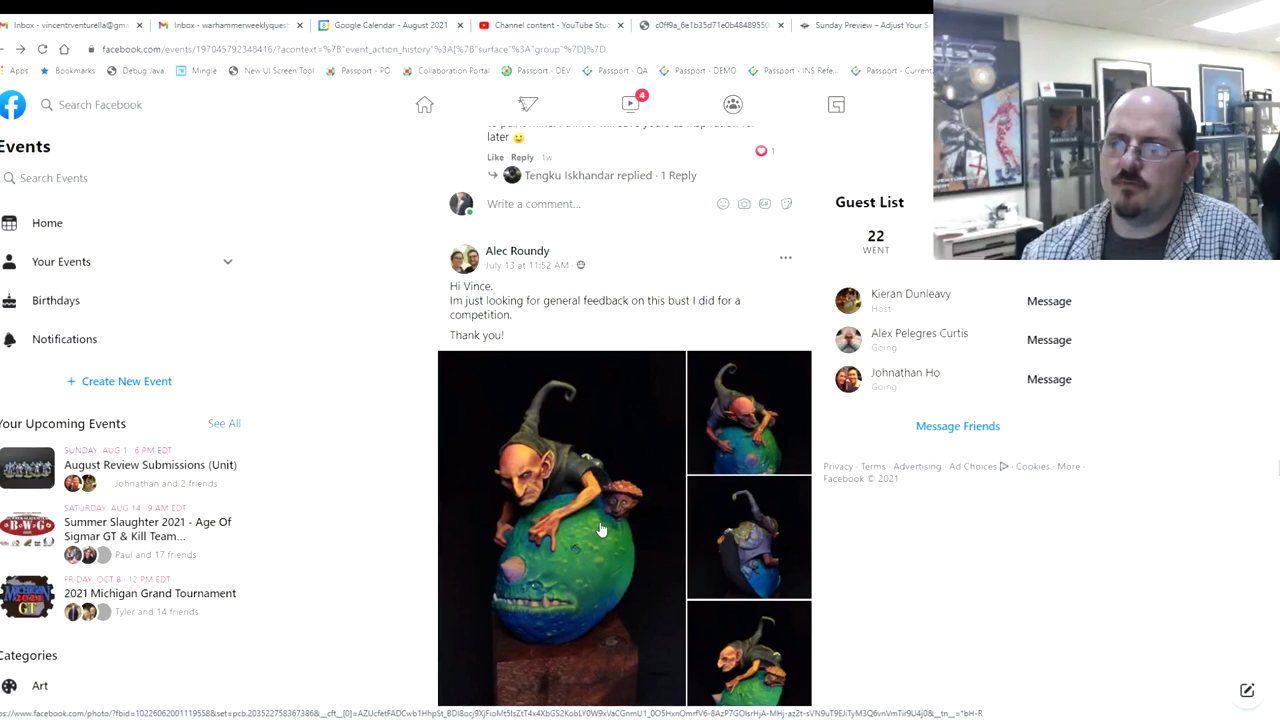 Inbox - vincentrventurella@gma
Inbox - warhammerweeklyques
Google Calendar - August 2021
Channel content - YouTube Stud
c0ff9a_6e1b35d71e0b48489550
Sunday Preview – Adjust Your S
facebook.com/events/197045792348416/?acontext=%7B"event_action_history"%3A[%7B"surface"%3A"group"%7D]%7D
Apps
Bookmarks
Debug Java
Mingle
New UI Screen Tool
Passport - PO
Collaboration Portal
Passport - DEV
Passport - QA
Passport - DEMO
Passport - INS Refe...
Passport - Current
Search Facebook
4
Events
Search Events
Home
Your Events
Birthdays
Notifications
+ Create New Event
Your Upcoming Events
See All
SUNDAY, AUG 1 · 6 PM EDT
August Review Submissions (Unit)
Johnathan and 2 friends
SATURDAY, AUG 14 · 9 AM EDT
Summer Slaughter 2021 - Age Of
Sigmar GT & Kill Team...
Paul and 17 friends
FRIDAY, OCT 8 · 12 PM EDT
2021 Michigan Grand Tournament
Tyler and 14 friends
Categories
Art
later
Like Reply 1w
1
Tengku Iskhandar replied · 1 Reply
Write a comment...
Alec Roundy
July 13 at 11:52 AM
Hi Vince.
Im just looking for general feedback on this bust I did for a
competition.
Thank you!
Guest List
22
WENT
Kieran Dunleavy
Host
Message
Alex Pelegres Curtis
Going
Message
Johnathan Ho
Going
Message
Message Friends
Privacy · Terms · Advertising · Ad Choices · Cookies · More ·
Facebook © 2021